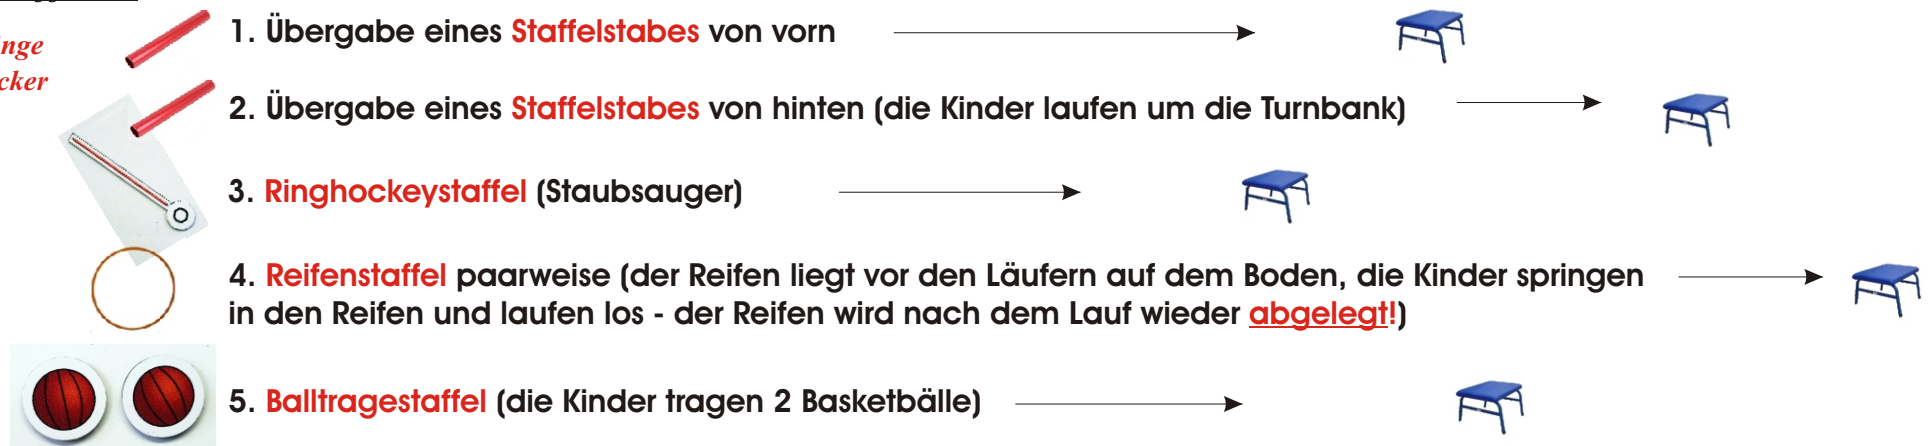 1. Übergabe eines Staffelstabes von vorn
2. Übergabe eines Staffelstabes von hinten (die Kinder laufen um die Turnbank)
3. Ringhockeystaffel (Staubsauger)
4. Reifenstaffel paarweise (der Reifen liegt vor den Läufern auf dem Boden, die Kinder springen
in den Reifen und laufen los - der Reifen wird nach dem Lauf wieder abgelegt!)
5. Balltragestaffel (die Kinder tragen 2 Basketbälle)